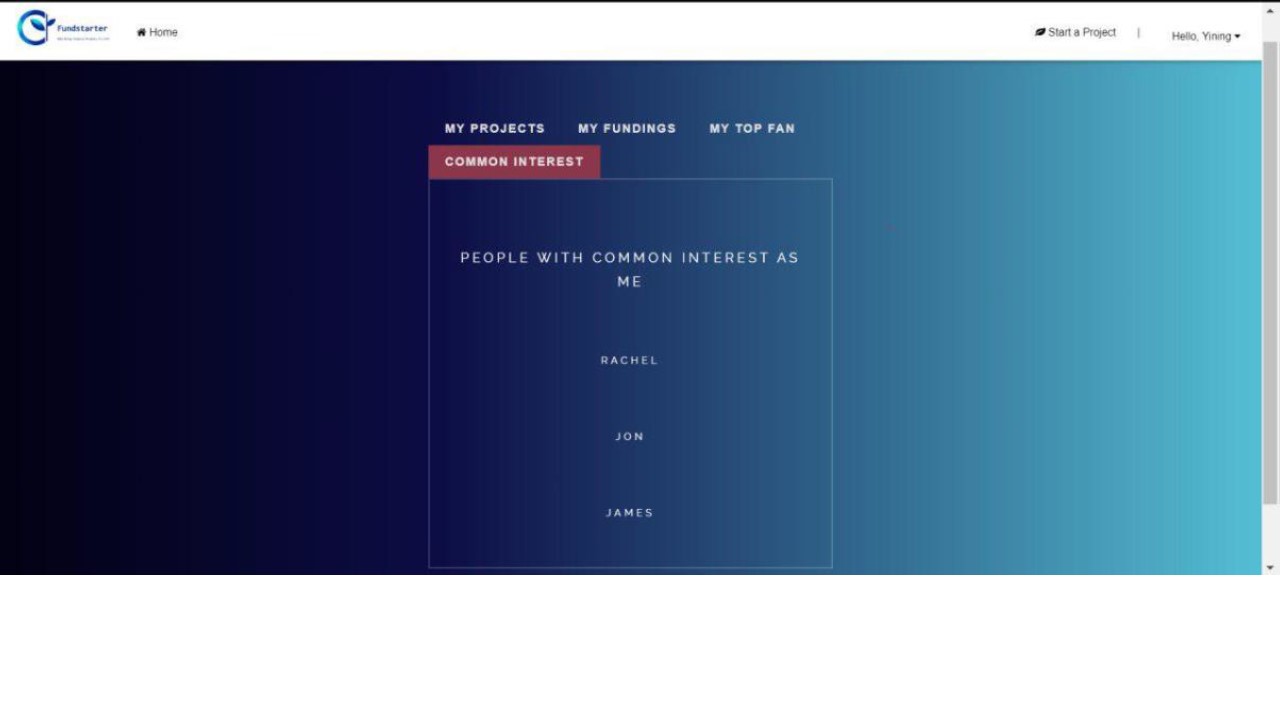 Fundstarter
Home
Start a Project | Hello, Yining
MY PROJECTS MY FUNDINGS MY TOP FAN
COMMON INTEREST
PEOPLE WITH COMMON INTEREST AS
ME
RACHEL
JON
JAMES